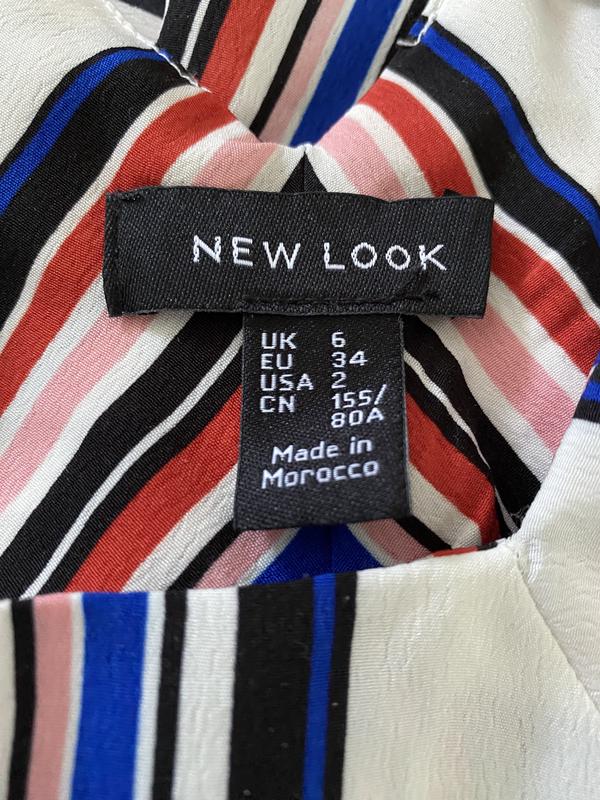 NEW LOOK
UK 6
EU 34
USA 2
CN 155/
80A
Made in
Morocco